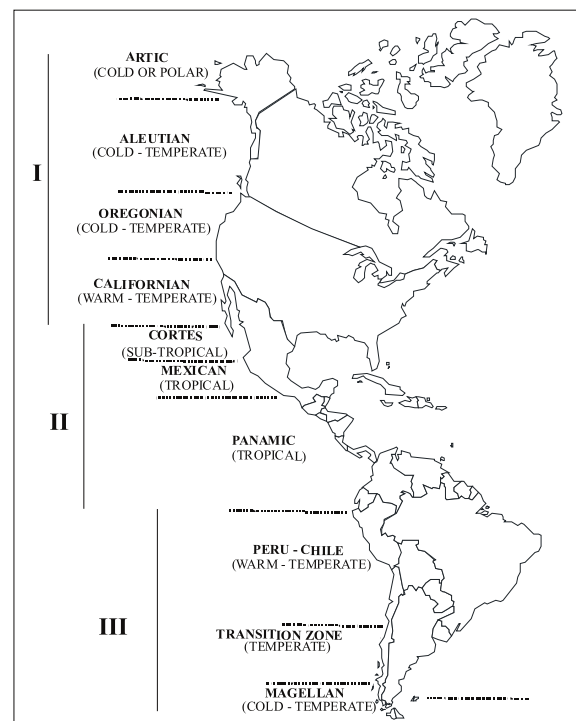 ARTIC
(COLD OR POLAR)
ALEUTIAN
(COLD - TEMPERATE)
I
OREGONIAN
(COLD - TEMPERATE)
CALIFORNIAN
(WARM - TEMPERATE)
CORTES
(SUB-TROPICAL)
MEXICAN
(TROPICAL)
II
PANAMIC
(TROPICAL)
PERU - CHILE
(WARM - TEMPERATE)
III
TRANSITION ZONE
(TEMPERATE)
MAGELLAN
(COLD - TEMPERATE)